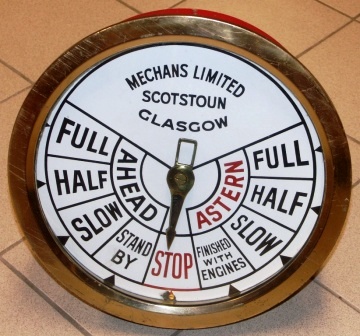 MECHANS LIMITED
SCOTSTOUN
GLASGOW
FULL
HALF
SLOW
AHEAD
STAND
BY
STOP
FINISHED
WITH
ENGINES
ASTERN
FULL
HALF
SLOW